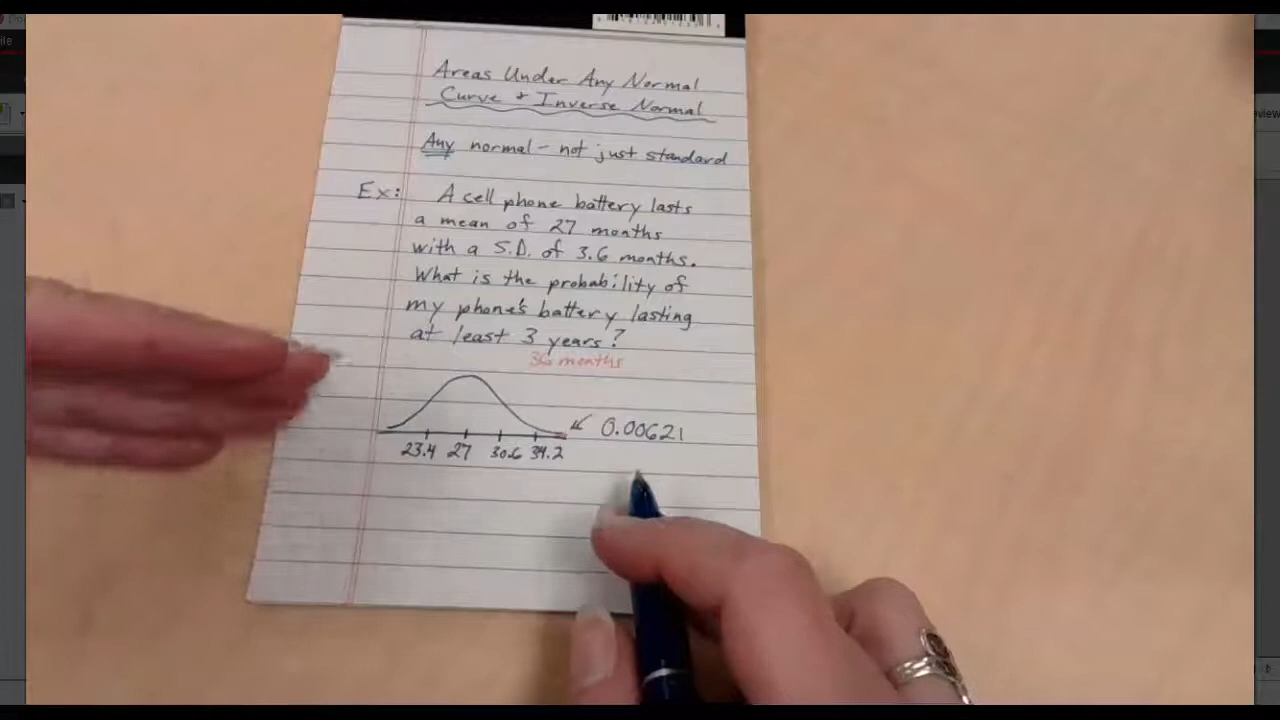 Areas Under Any Normal
Curve + Inverse Normal
Any normal - not just standard
Ex: A cell phone battery lasts
a mean of 27 months
with a S.D. of 3.6 months.
What is the probability of
my phone's battery lasting
at least 3 years?
36 months
0.00621
23.4 27 30.6 34.2